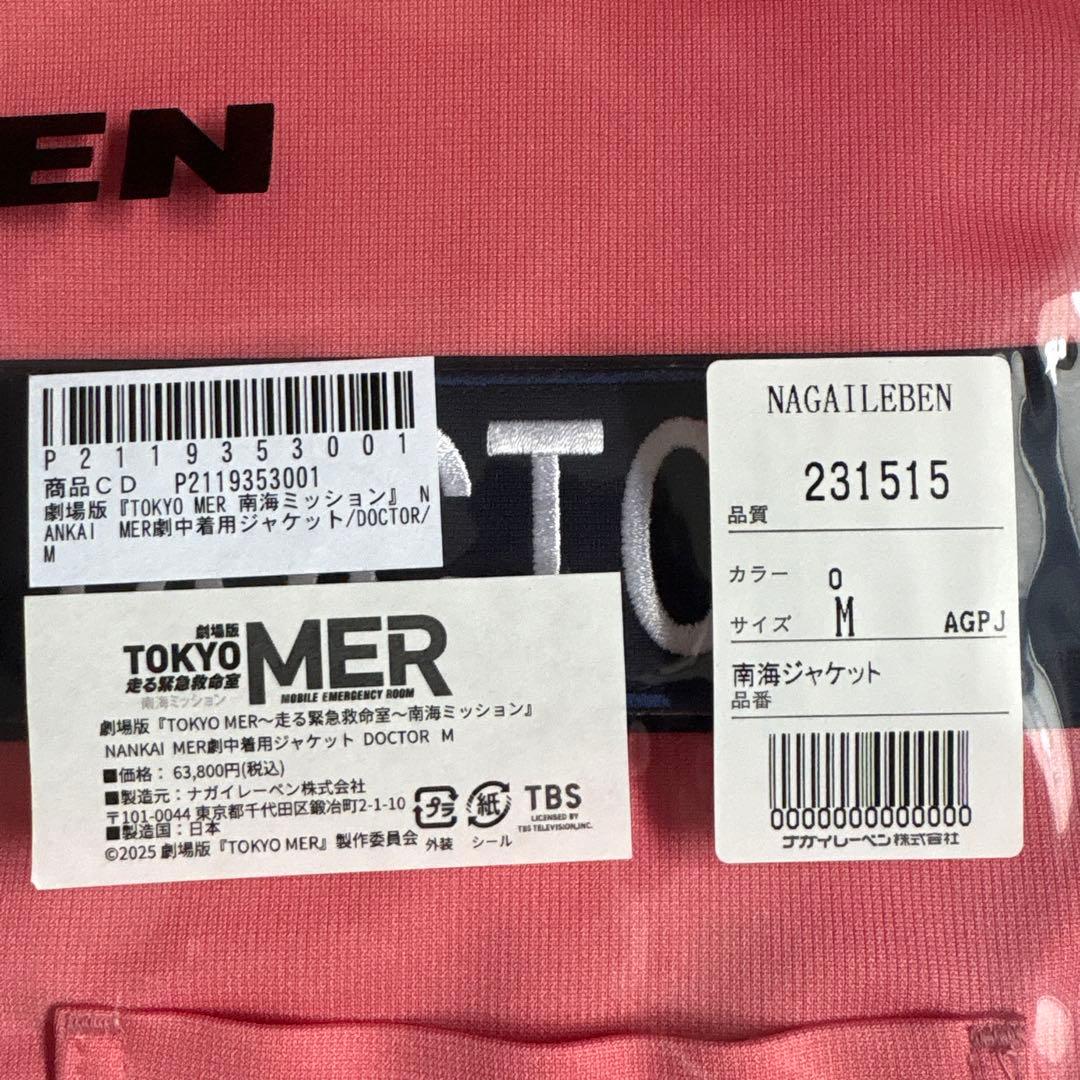 EN
P2119353001
商品CD P2119353001
劇場版『TOKYO MER 南海ミッション』 N
ANKAI MER劇中着用ジャケット/DOCTOR/
M
CTO
NAGAILEBEN
231515
品質
カラー 0
サイズ M AGPJ
南海ジャケット
品番
0000000000000
ナガイレーベン株式会社
劇場版
TOKYO MER
走る緊急救命室
MOBILE EMERGENCY ROOM
南海ミッション
劇場版『TOKYO MER～走る緊急救命室～南海ミッション』
NANKAI MER劇中着用ジャケット DOCTOR M
■価格：63,800円(税込)
■製造元：ナガイレーベン株式会社
〒101-0044 東京都千代田区鍛冶町2-1-10
■製造国：日本
©2025 劇場版『TOKYO MER』製作委員会
プラ
外装
紙
シール
TBS
LICENSED BY
TBS TELEVISION,INC.